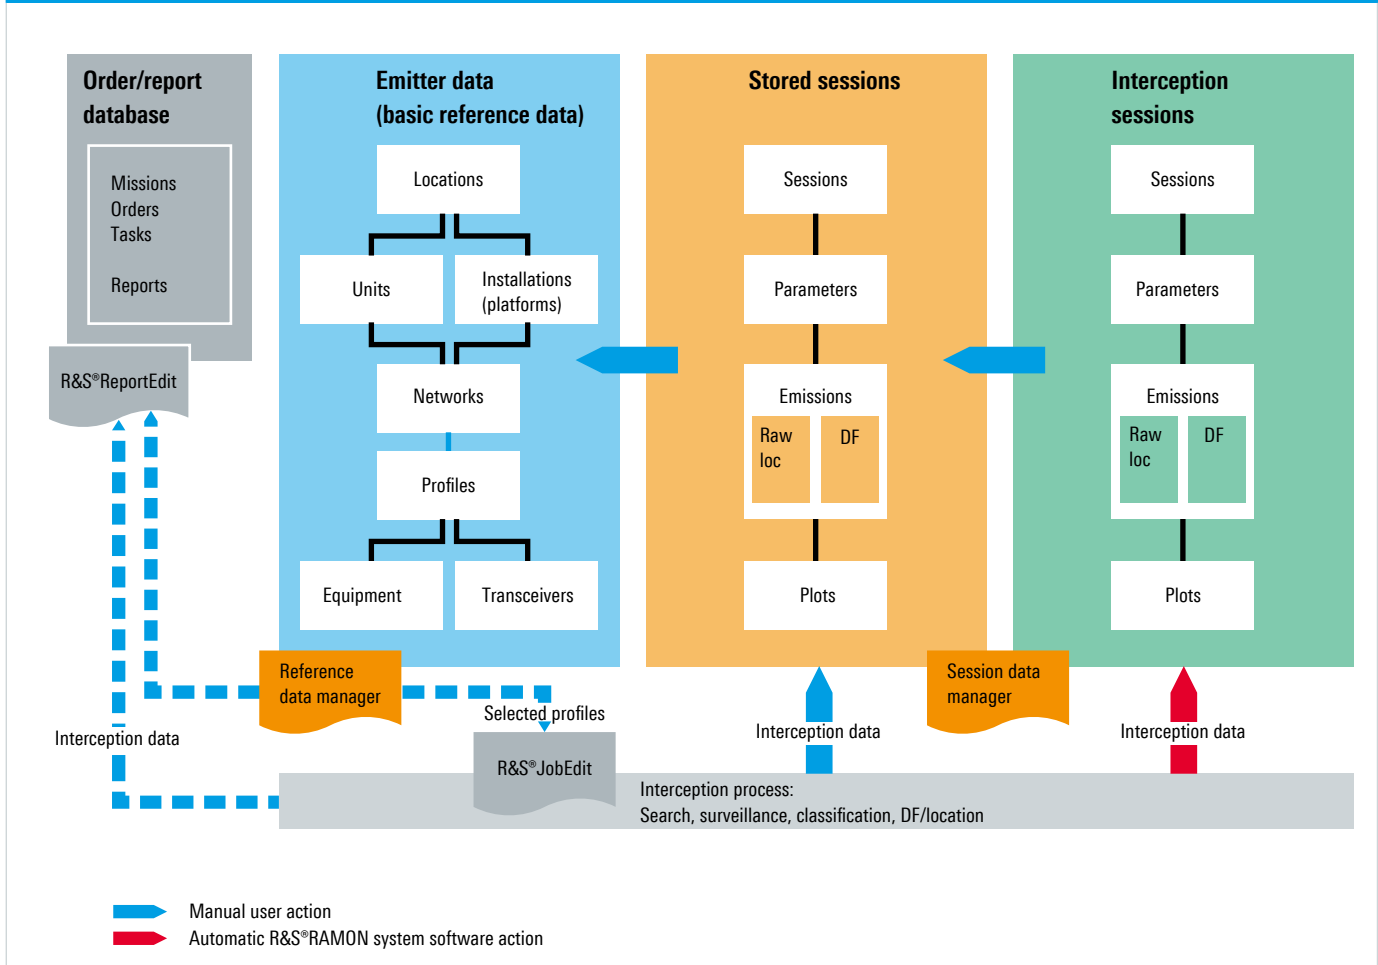 Order/report
database
Missions
Orders
Tasks
Reports
R&S®ReportEdit
Emitter data
(basic reference data)
Locations
Units
Installations
(platforms)
Networks
Profiles
Equipment
Transceivers
Stored sessions
Sessions
Parameters
Emissions
Raw
loc
DF
Plots
Interception
sessions
Sessions
Parameters
Emissions
Raw
loc
DF
Plots
Reference
data manager
Session data
manager
Selected profiles
Interception data
Interception data
Interception data
R&S®JobEdit
Interception process:
Search, surveillance, classification, DF/location
Manual user action
Automatic R&S®RAMON system software action